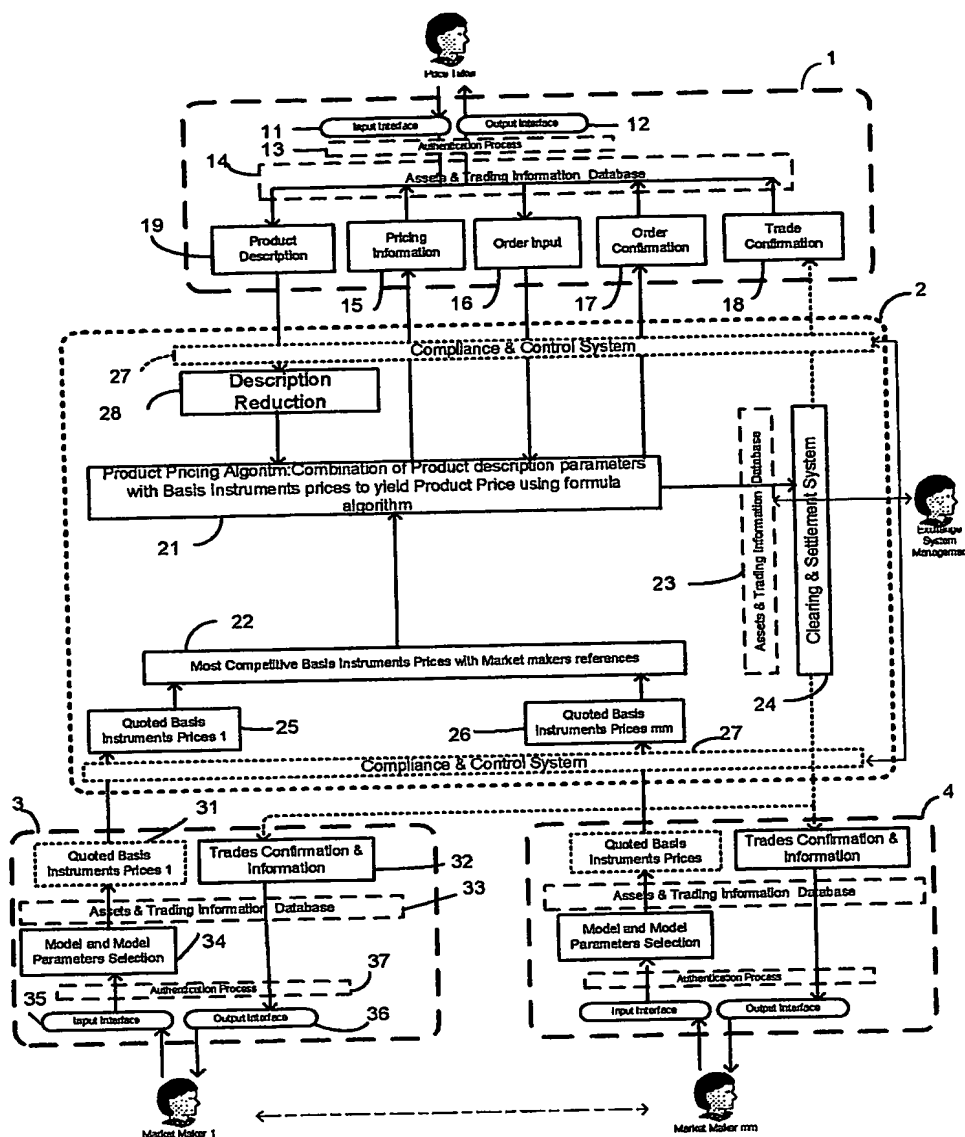 Price Taker
1
11
Input Interface
Output Interface
12
13
Authentication Process
14
Assets & Trading Information Database
19
Product
Description
Pricing
Information
Order Input
Order
Confirmation
Trade
Confirmation
15
16
17
18
2
27
Compliance & Control System
28
Description
Reduction
Product Pricing Algoritm:Combination of Product description parameters
with Basis Instruments prices to yield Product Price using formula
algorithm
21
23
Assets & Trading Information Database
Clearing & Settlement System
24
Exchange
System
Management
22
Most Competitive Basis Instruments Prices with Market makers references
Quoted Basis
Instruments Prices 1
25
26
Quoted Basis
Instruments Prices mm
27
Compliance & Control System
3
31
Quoted Basis
Instruments Prices 1
Trades Confirmation &
Information
32
33
Assets & Trading Information Database
Model and Model
Parameters Selection
34
37
Authentication Process
35
Input Interface
Output Interface
36
Market Maker 1
4
Quoted Basis
Instruments Prices
Trades Confirmation &
Information
Assets & Trading Information Database
Model and Model
Parameters Selection
Authentication Process
Input Interface
Output Interface
Market Maker mm